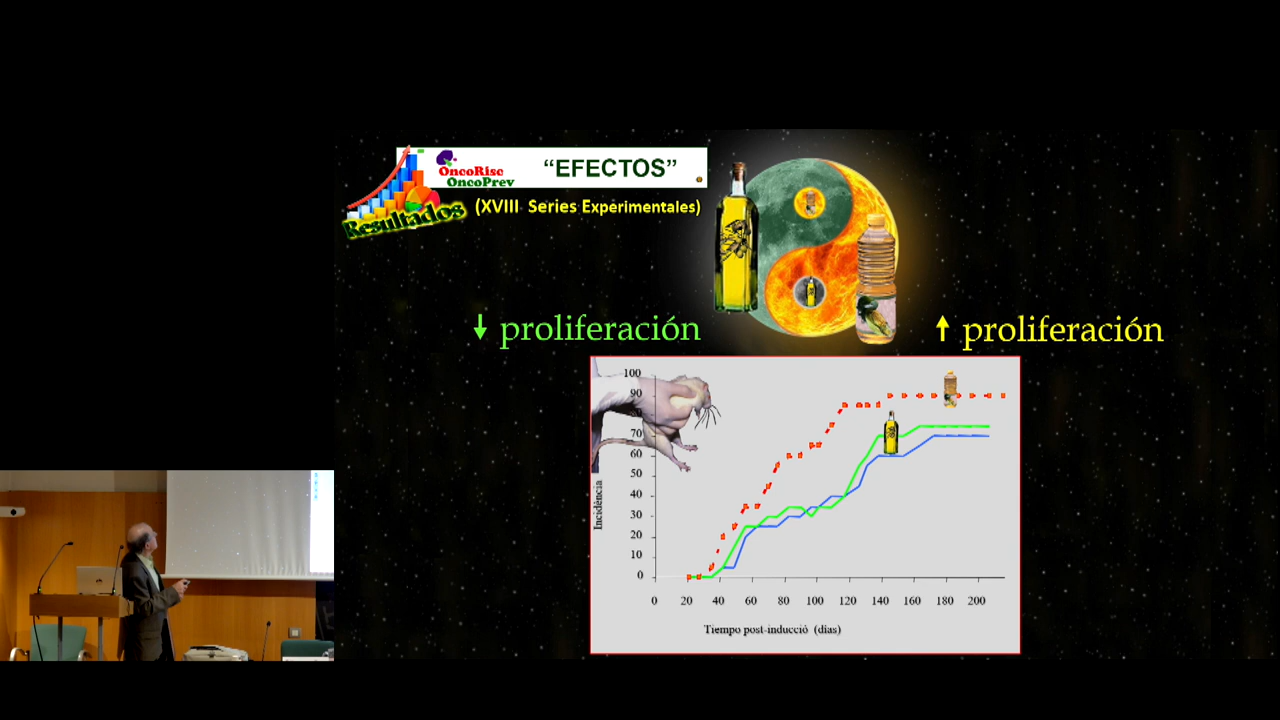 OncoRisc
OncoPrev
“EFECTOS”
Resultados
(XVIII Series Experimentales)
↓ proliferación
↑ proliferación
100
90
70
60
50
40
30
20
10
0
Incidència
0 20 40 60 80 100 120 140 160 180 200
Tiempo post-inducció (días)